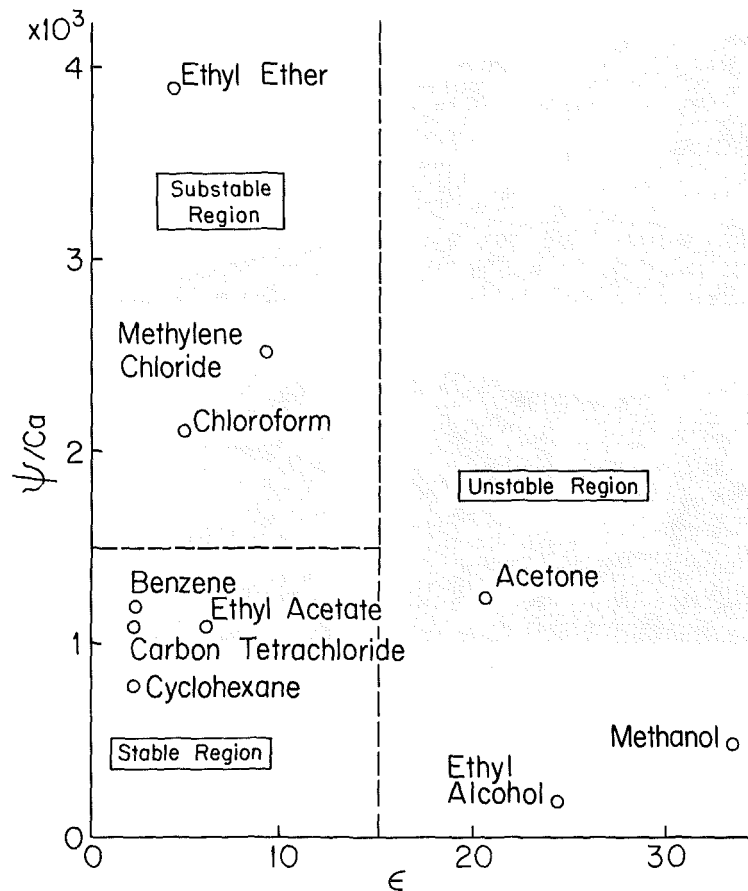 x10³
4
Ethyl Ether
Substable
Region
3
Methylene
Chloride
Chloroform
2
ψ/Ca
Unstable Region
Benzene
Acetone
Ethyl Acetate
1
Carbon Tetrachloride
Cyclohexane
Stable Region
Methanol
Ethyl
Alcohol
0
0
10
20
30
ϵ